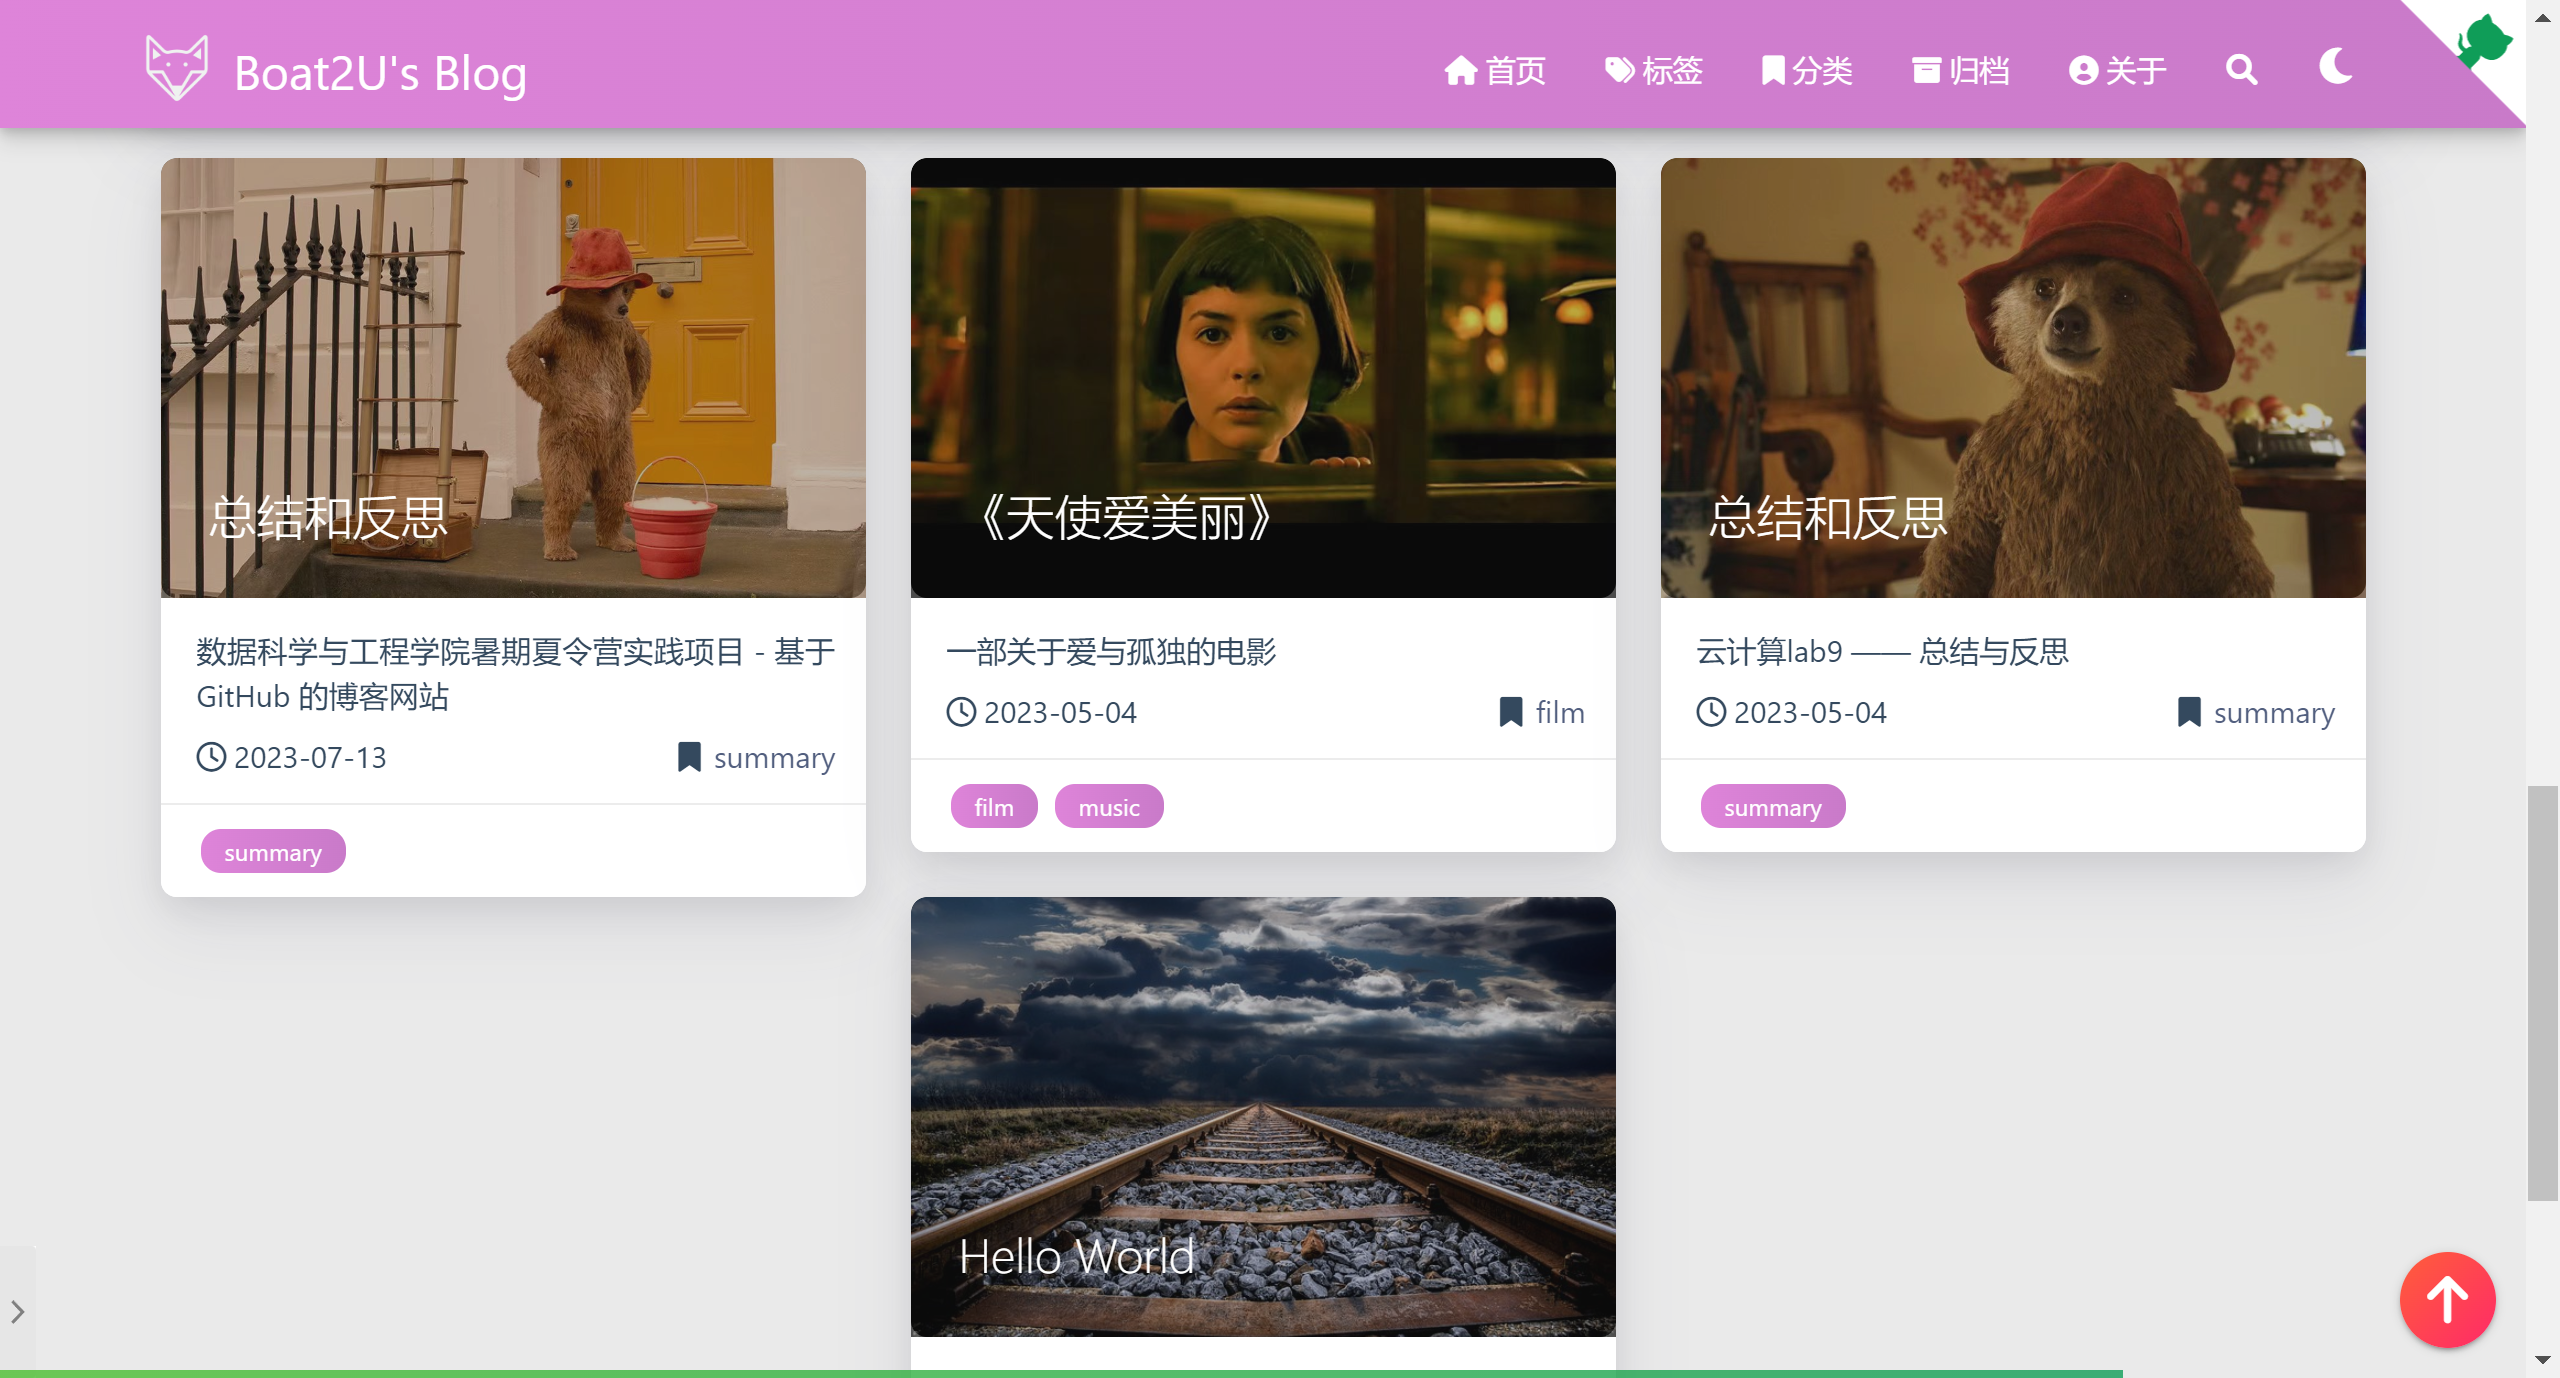 Boat2U's Blog
首页
标签
分类
归档
关于
总结和反思
数据科学与工程学院暑期夏令营实践项目 - 基于
GitHub 的博客网站
2023-07-13
summary
summary
《天使爱美丽》
一部关于爱与孤独的电影
2023-05-04
film
film
music
总结和反思
云计算lab9 —— 总结与反思
2023-05-04
summary
summary
Hello World